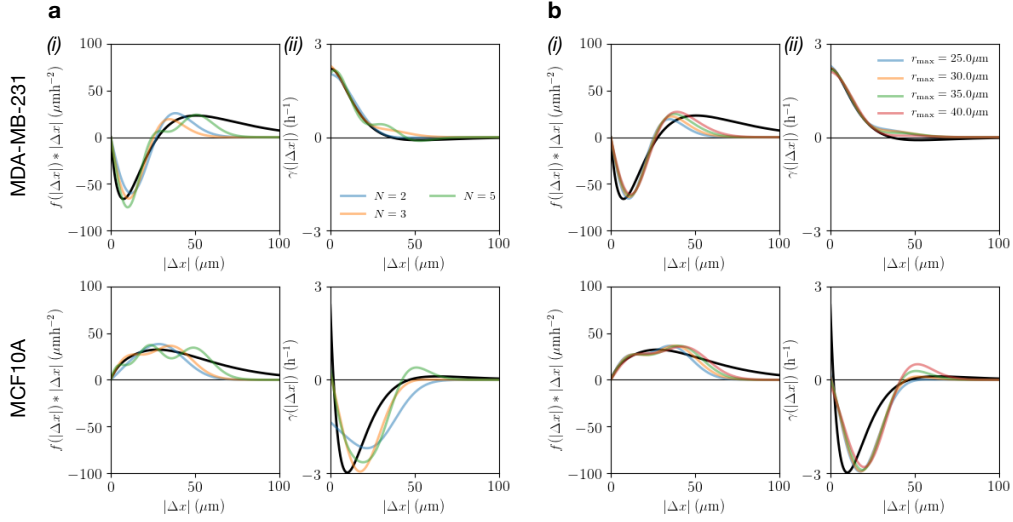 a
b
(i)
(ii)
(i)
(ii)
MDA-MB-231
100
50
0
−50
−100
f(|Δx|) * |Δx| (μmh⁻²)
0
50
100
|Δx| (μm)
3
0
−3
γ(|Δx|) (h⁻¹)
N = 2
N = 3
N = 5
0
50
100
|Δx| (μm)
100
50
0
−50
−100
f(|Δx|) * |Δx| (μmh⁻²)
0
50
100
|Δx| (μm)
3
0
−3
γ(|Δx|) (h⁻¹)
r_max = 25.0μm
r_max = 30.0μm
r_max = 35.0μm
r_max = 40.0μm
0
50
100
|Δx| (μm)
MCF10A
100
50
0
−50
−100
f(|Δx|) * |Δx| (μmh⁻²)
0
50
100
|Δx| (μm)
3
0
−3
γ(|Δx|) (h⁻¹)
0
50
100
|Δx| (μm)
100
50
0
−50
−100
f(|Δx|) * |Δx| (μmh⁻²)
0
50
100
|Δx| (μm)
3
0
−3
γ(|Δx|) (h⁻¹)
0
50
100
|Δx| (μm)